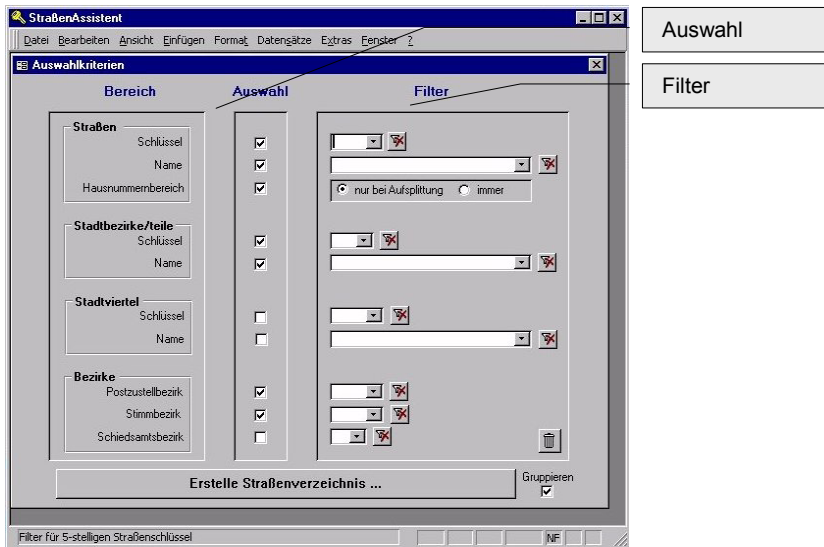 StraßenAssistent
Datei Bearbeiten Ansicht Einfügen Format Datensätze Extras Fenster ?
Auswahlkriterien
Bereich Auswahl Filter
Straßen
Schlüssel
Name
Hausnummernbereich nur bei Aufsplittung immer
Stadtbezirke/teile
Schlüssel
Name
Stadtviertel
Schlüssel
Name
Bezirke
Postzustellbezirk
Stimmbezirk
Schiedsamtsbezirk
Erstelle Straßenverzeichnis ... Gruppieren
Filter für 5-stelligen Straßenschlüssel NF
Auswahl
Filter